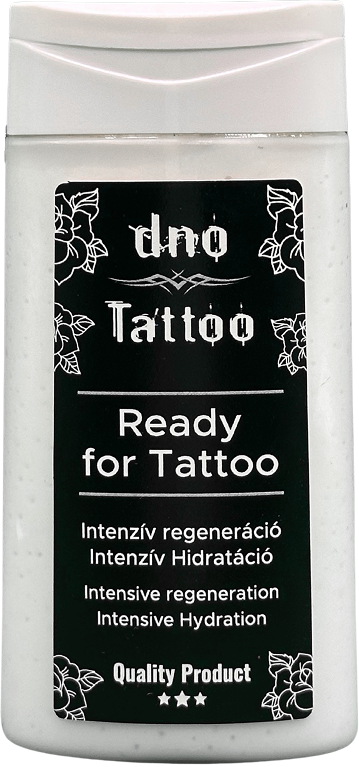 dno
Tattoo
Ready
for Tattoo
Intenzív regeneráció
Intenzív Hidratáció
Intensive regeneration
Intensive Hydration
Quality Product